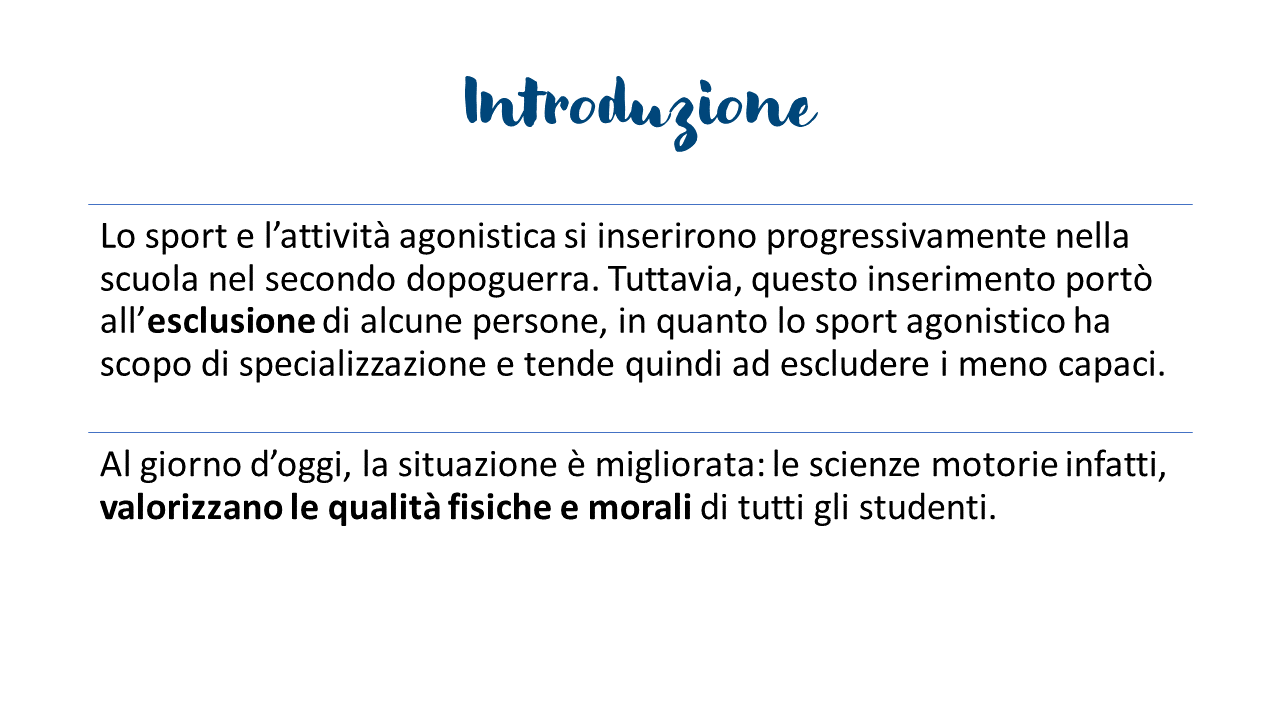 Introduzione
Lo sport e l’attività agonistica si inserirono progressivamente nella
scuola nel secondo dopoguerra. Tuttavia, questo inserimento portò
all’esclusione di alcune persone, in quanto lo sport agonistico ha
scopo di specializzazione e tende quindi ad escludere i meno capaci.
Al giorno d’oggi, la situazione è migliorata: le scienze motorie infatti,
valorizzano le qualità fisiche e morali di tutti gli studenti.